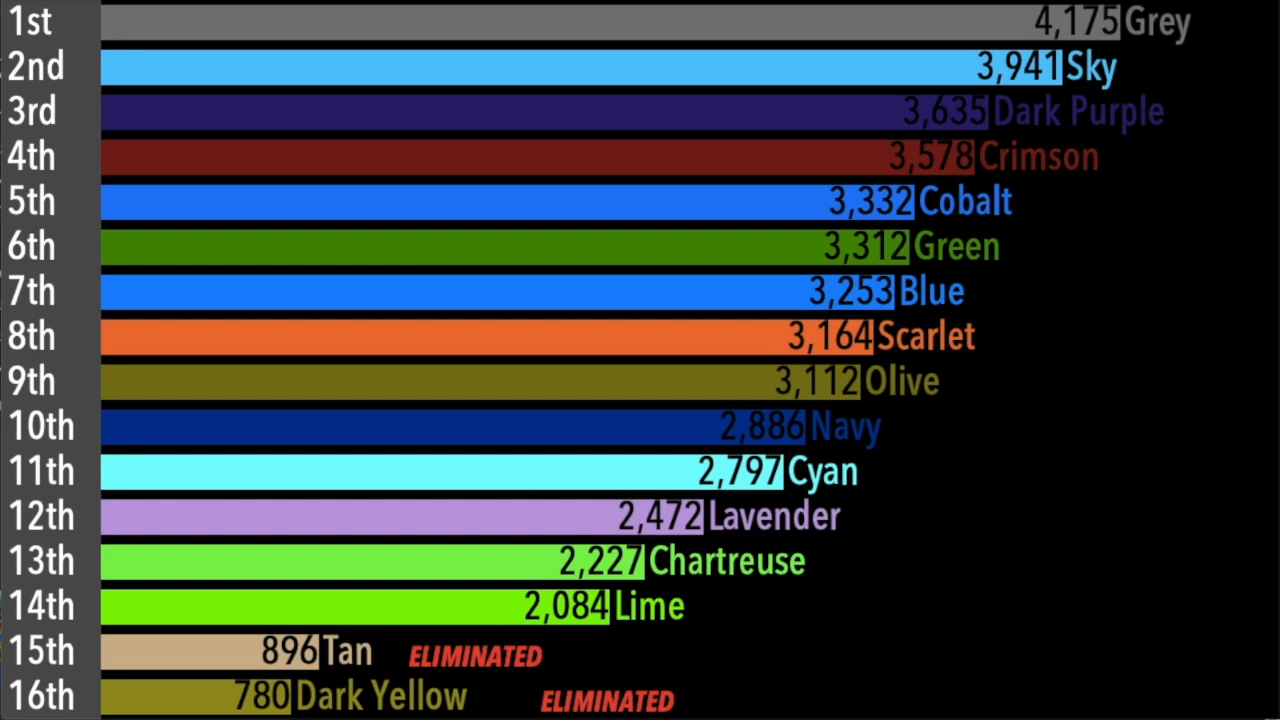 1st 4,175 Grey
2nd 3,941 Sky
3rd 3,635 Dark Purple
4th 3,578 Crimson
5th 3,332 Cobalt
6th 3,312 Green
7th 3,253 Blue
8th 3,164 Scarlet
9th 3,112 Olive
10th 2,886 Navy
11th 2,797 Cyan
12th 2,472 Lavender
13th 2,227 Chartreuse
14th 2,084 Lime
15th 896 Tan ELIMINATED
16th 780 Dark Yellow ELIMINATED